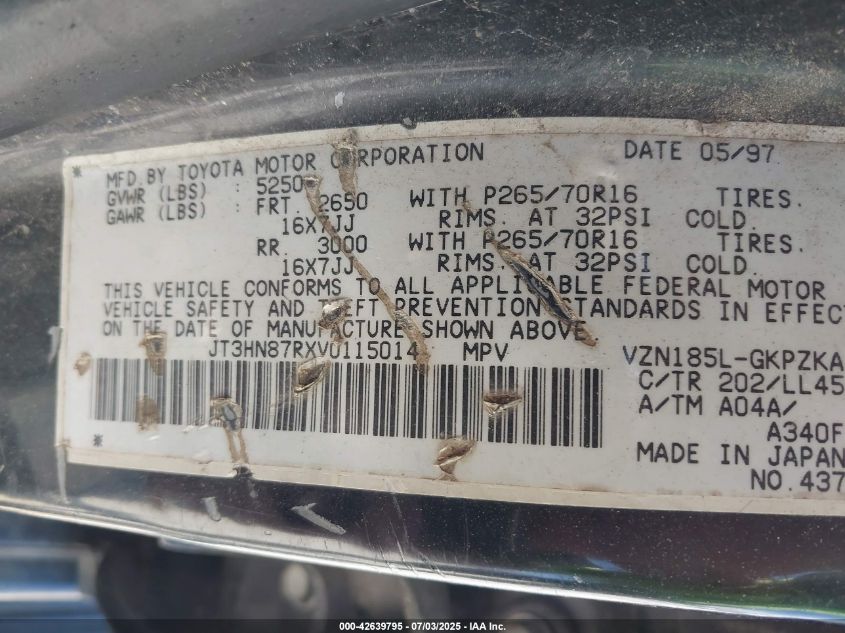 MFD.BY TOYOTA MOTOR CORPORATION DATE 05/97
GVWR (LBS) : 5250
GAWR (LBS) : FRT. 2650 WITH P265/70R16 TIRES.
16X7JJ RIMS. AT 32PSI COLD.
RR. 3000 WITH P265/70R16 TIRES.
16X7JJ RIMS. AT 32PSI COLD.
THIS VEHICLE CONFORMS TO ALL APPLICABLE FEDERAL MOTOR
VEHICLE SAFETY AND THEFT PREVENTION STANDARDS IN EFFEC
ON THE DATE OF MANUFACTURE SHOWN ABOVE.
JT3HN87RXV0115014 MPV VZN185L-GKPZKA
C/TR 202/LL45
A/TM A04A/
A340F
MADE IN JAPAN
NO.437
000-42639795 - 07/03/2025 - IAA Inc.